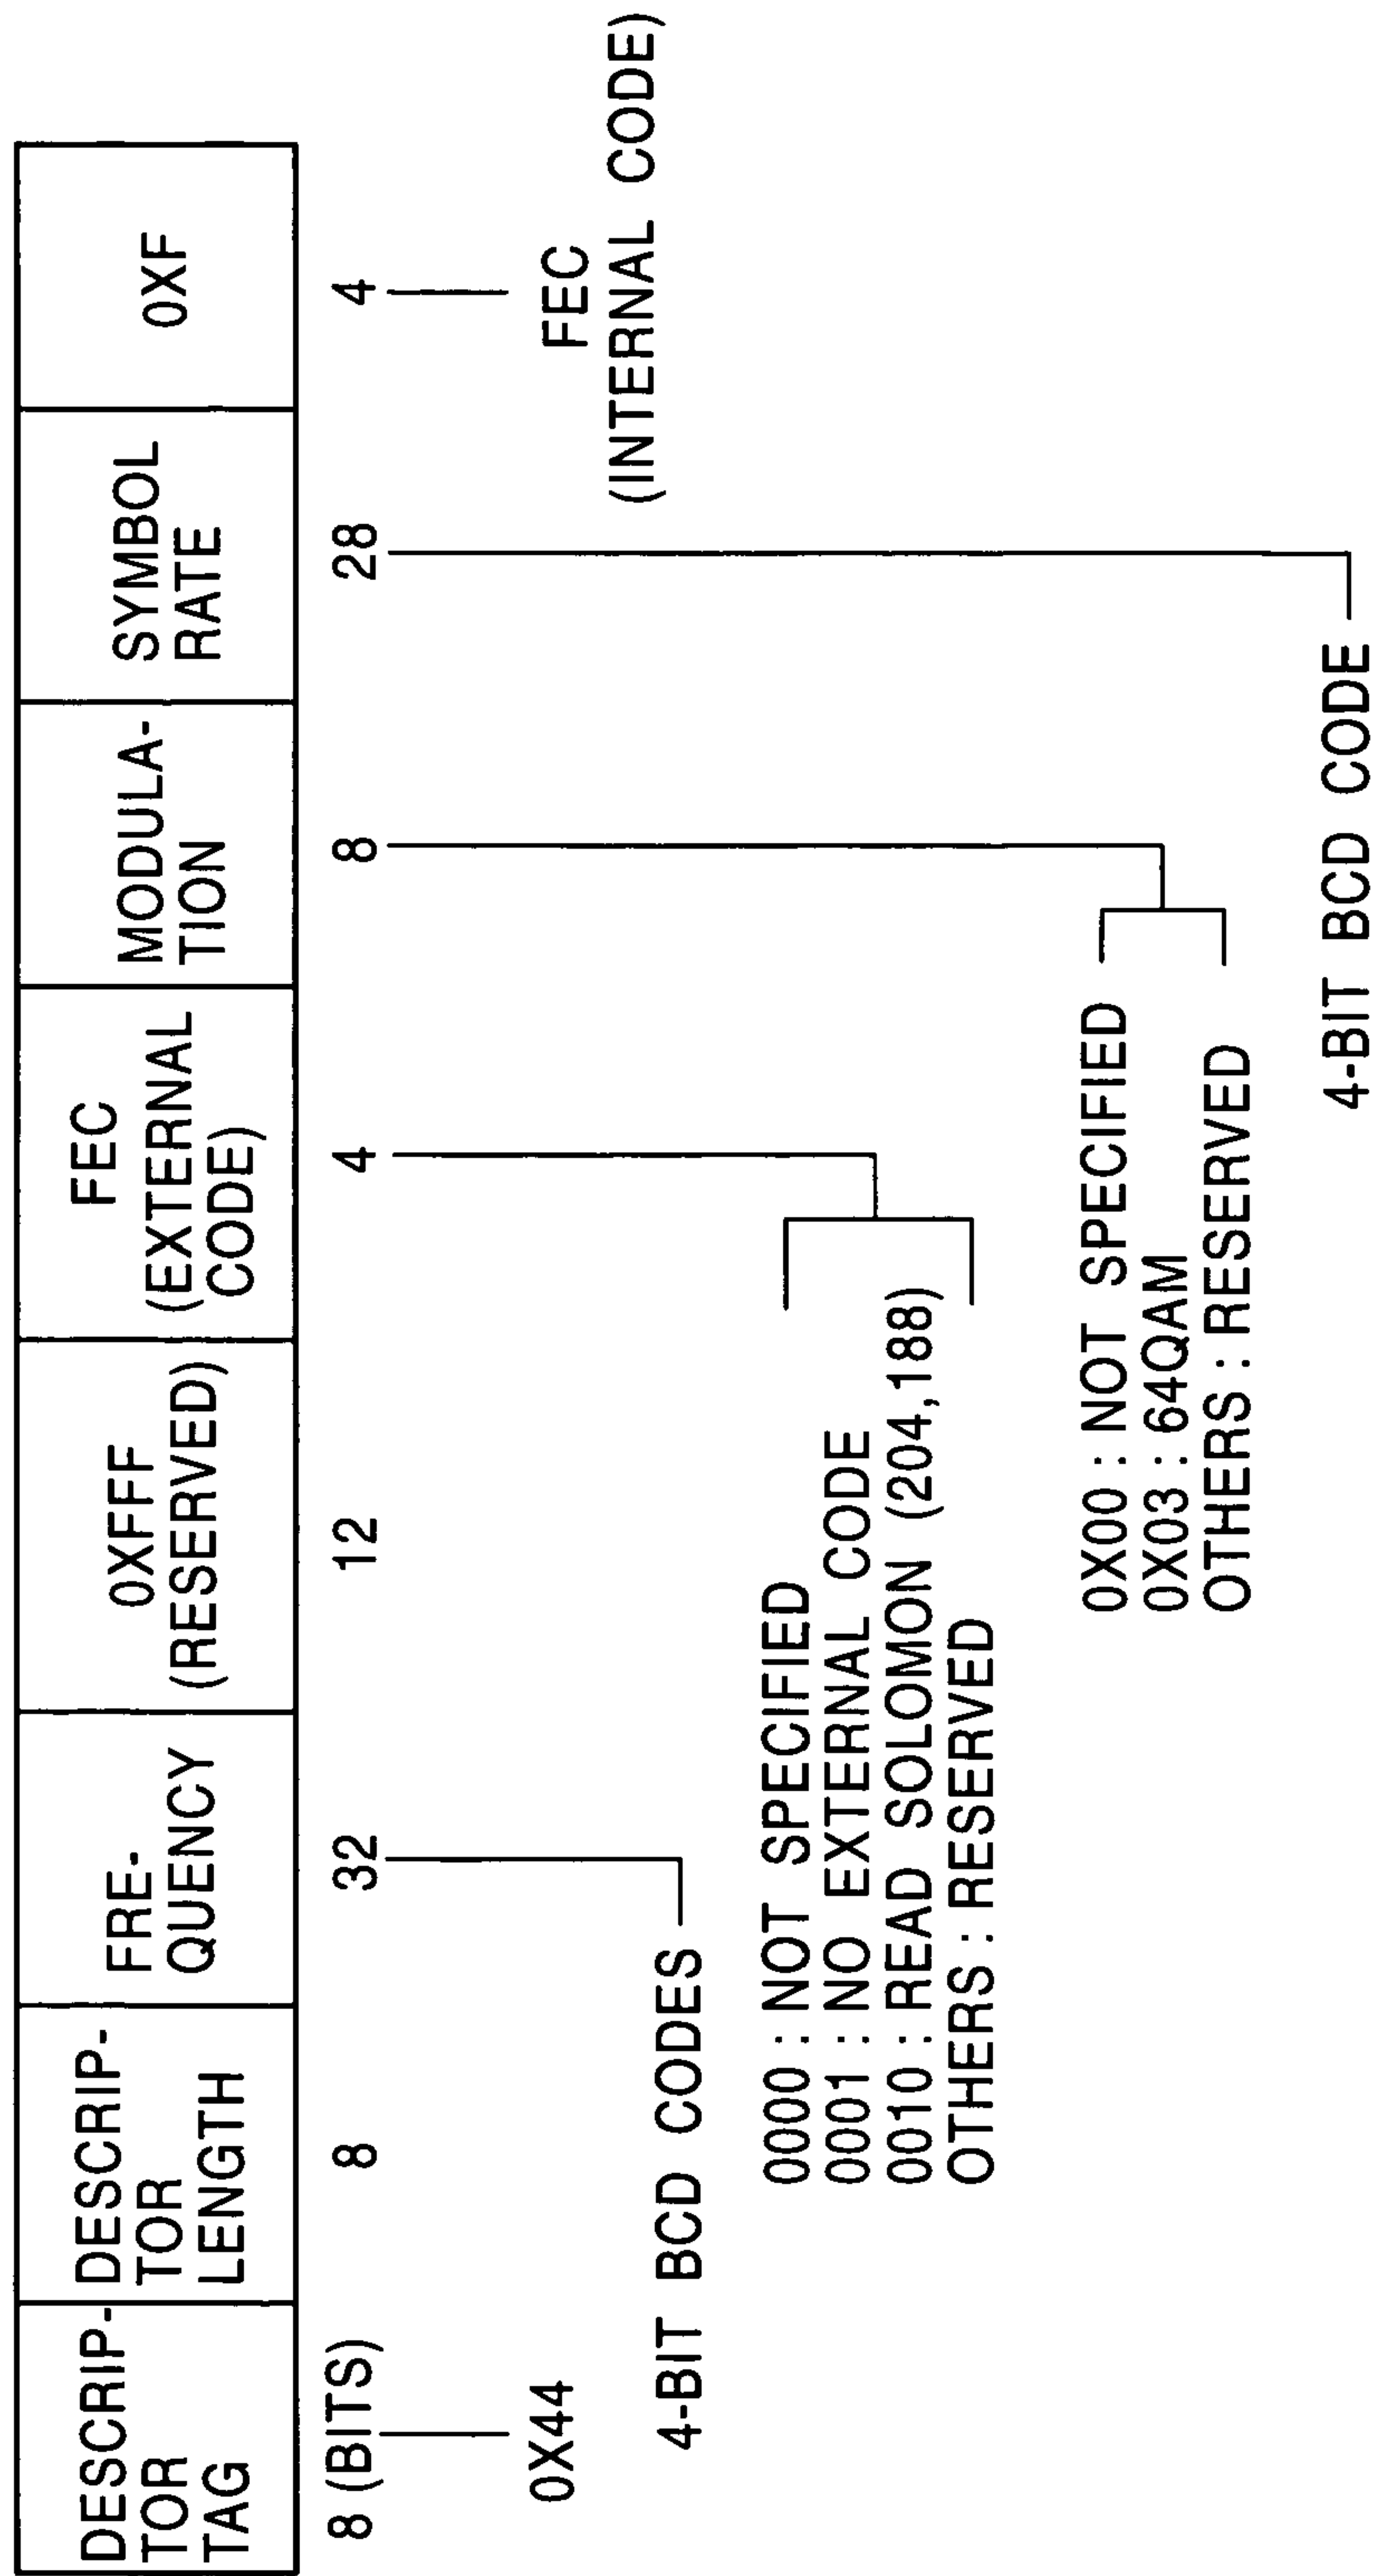 DESCRIP-
TOR
TAG
DESCRIP-
TOR
LENGTH
FRE-
QUENCY
0XFFF
(RESERVED)
FEC
(EXTERNAL
CODE)
MODULA-
TION
SYMBOL
RATE
0XF
8 (BITS)
8
32
12
4
8
28
4
0X44
4-BIT BCD CODES
0000 : NOT SPECIFIED
0001 : NO EXTERNAL CODE
0010 : READ SOLOMON (204,188)
OTHERS : RESERVED
0X00 : NOT SPECIFIED
0X03 : 64QAM
OTHERS : RESERVED
4-BIT BCD CODE
FEC
(INTERNAL CODE)